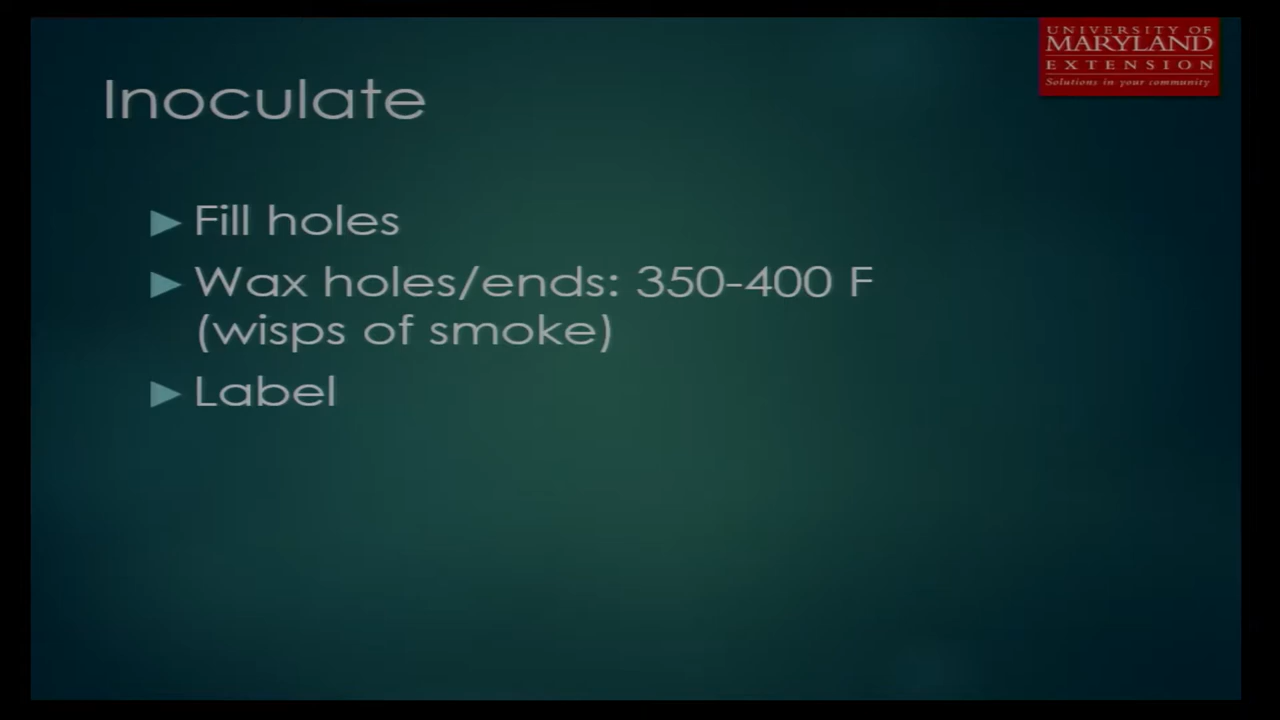 UNIVERSITY OF
MARYLAND
EXTENSION
Solutions in your community
Inoculate
Fill holes
Wax holes/ends: 350-400 F
(wisps of smoke)
Label